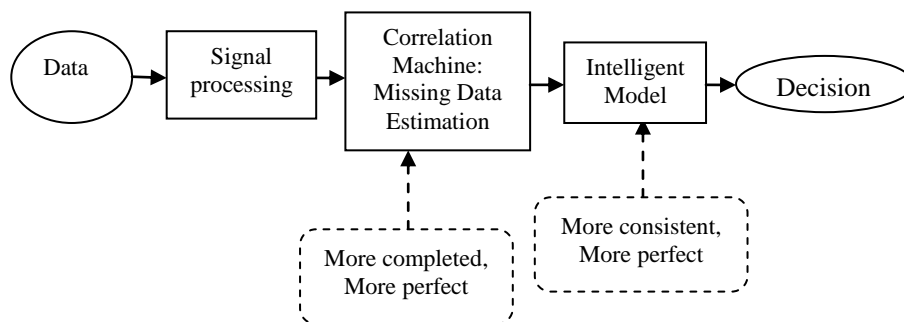 Data
Signal
processing
Correlation
Machine:
Missing Data
Estimation
Intelligent
Model
Decision
More completed,
More perfect
More consistent,
More perfect